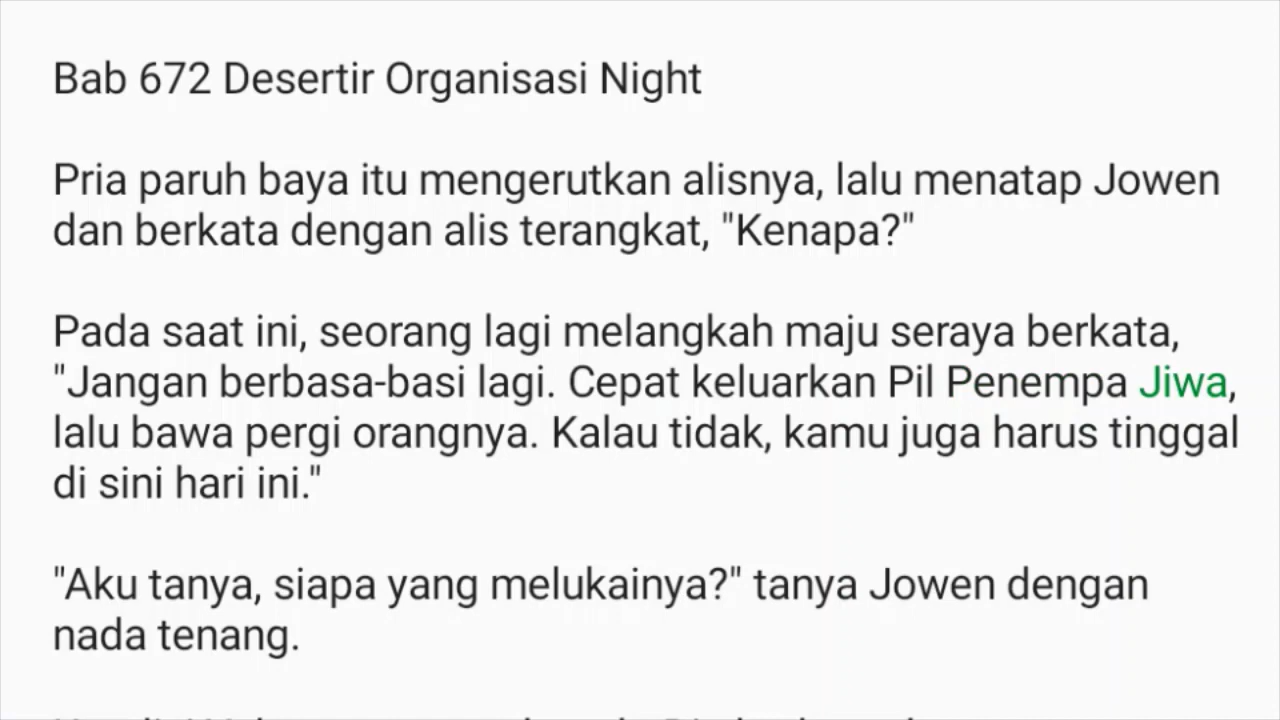 Bab 672 Desertir Organisasi Night
Pria paruh baya itu mengerutkan alisnya, lalu menatap Jowen
dan berkata dengan alis terangkat, "Kenapa?"
Pada saat ini, seorang lagi melangkah maju seraya berkata,
"Jangan berbasa-basi lagi. Cepat keluarkan Pil Penempa Jiwa,
lalu bawa pergi orangnya. Kalau tidak, kamu juga harus tinggal
di sini hari ini."
"Aku tanya, siapa yang melukainya?" tanya Jowen dengan
nada tenang.